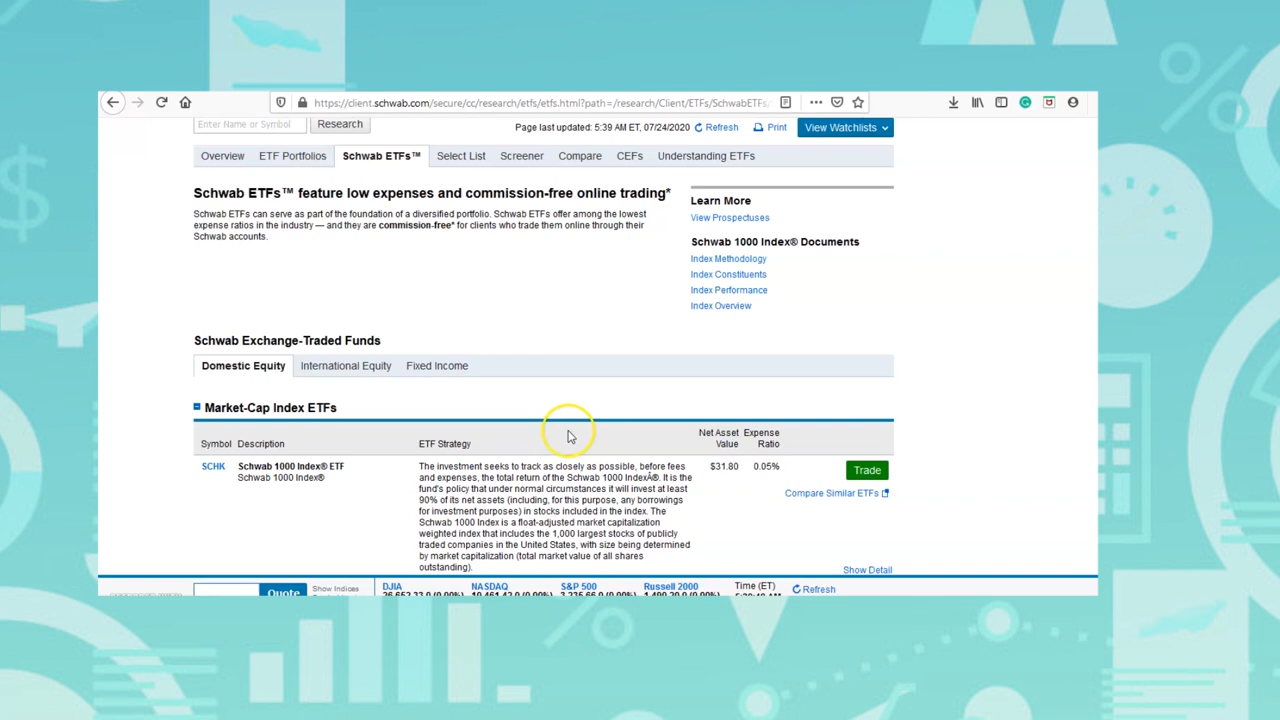 https://client.schwab.com/secure/cc/research/etfs/etfs.html?path=/research/Client/ETFs/SchwabETFs/
Enter Name or Symbol Research Page last updated: 5:39 AM ET, 07/24/2020 Refresh Print View Watchlists
Overview ETF Portfolios Schwab ETFs™ Select List Screener Compare CEFs Understanding ETFs
Schwab ETFs™ feature low expenses and commission-free online trading*
Schwab ETFs can serve as part of the foundation of a diversified portfolio. Schwab ETFs offer among the lowest
expense ratios in the industry — and they are commission-free* for clients who trade them online through their
Schwab accounts.
Learn More
View Prospectuses
Schwab 1000 Index® Documents
Index Methodology
Index Constituents
Index Performance
Index Overview
Schwab Exchange-Traded Funds
Domestic Equity International Equity Fixed Income
Market-Cap Index ETFs
Symbol Description ETF Strategy Net Asset Value Expense Ratio
SCHK Schwab 1000 Index® ETF
Schwab 1000 Index®
The investment seeks to track as closely as possible, before fees
and expenses, the total return of the Schwab 1000 IndexÂ®. It is the
fund's policy that under normal circumstances it will invest at least
90% of its net assets (including, for this purpose, any borrowings
for investment purposes) in stocks included in the index. The
Schwab 1000 Index is a float-adjusted market capitalization
weighted index that includes the 1,000 largest stocks of publicly
traded companies in the United States, with size being determined
by market capitalization (total market value of all shares
outstanding).
$31.80 0.05% Trade
Compare Similar ETFs
Show Detail
Quote Show Indices DJIA NASDAQ S&P 500 Russell 2000 Time (ET) Refresh